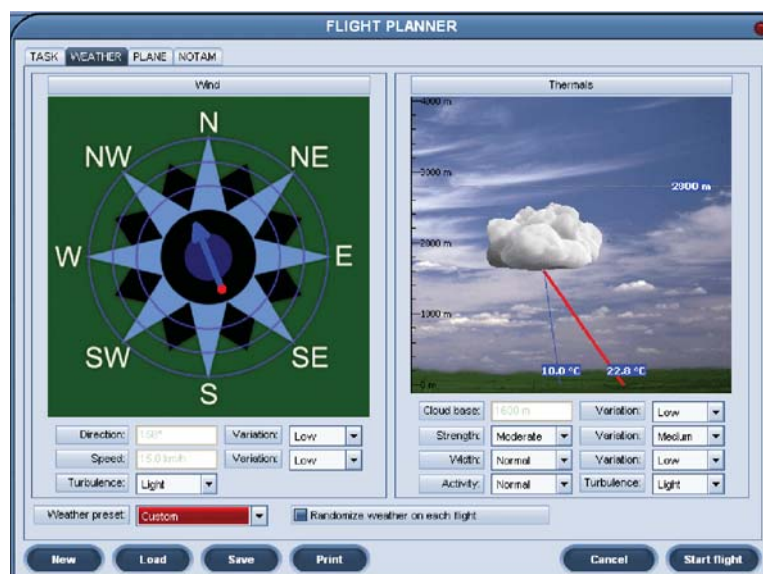 FLIGHT PLANNER
TASK WEATHER PLANE NOTAM
Wind
N
NW NE
W E
SW SE
S
Direction: 158° Variation: Low
Speed: 15.0 km/h Variation: Low
Turbulence: Light
Thermals
4000 m
3000 m
2800 m
2000 m
1000 m
10.0 °C 22.8 °C
0 m
Cloud base: 1600 m Variation: Low
Strength: Moderate Variation: Medium
Width: Normal Variation: Low
Activity: Normal Turbulence: Light
Weather preset: Custom Randomize weather on each flight
New Load Save Print Cancel Start flight